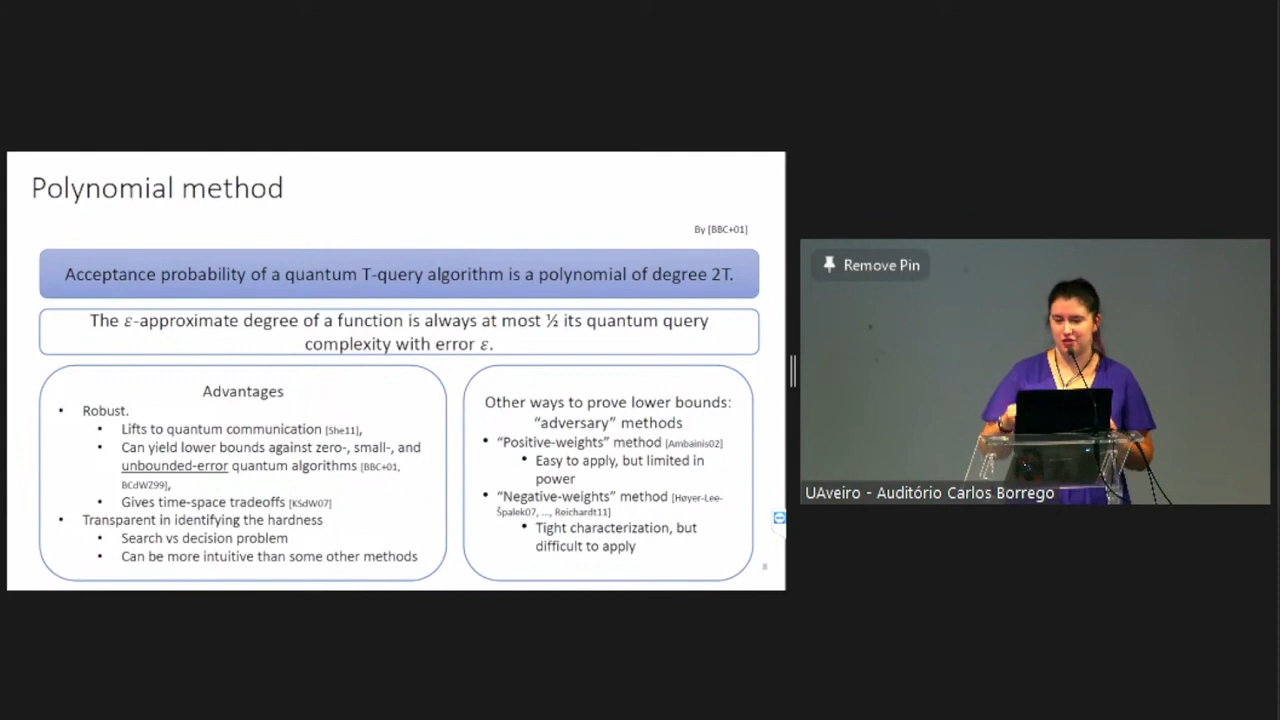 Polynomial method
By [BBC+01]
Acceptance probability of a quantum T-query algorithm is a polynomial of degree 2T.
The ε-approximate degree of a function is always at most ½ its quantum query
complexity with error ε.
Advantages
• Robust.
• Lifts to quantum communication [She11],
• Can yield lower bounds against zero-, small-, and
unbounded-error quantum algorithms [BBC+01,
BCdWZ99],
• Gives time-space tradeoffs [KSdW07]
• Transparent in identifying the hardness
• Search vs decision problem
• Can be more intuitive than some other methods
Other ways to prove lower bounds:
“adversary” methods
• “Positive-weights” method [Ambainis02]
• Easy to apply, but limited in
power
• “Negative-weights” method [Høyer-Lee-
Špalek07, ..., Reichardt11]
• Tight characterization, but
difficult to apply
8
Remove Pin
UAveiro - Auditório Carlos Borrego